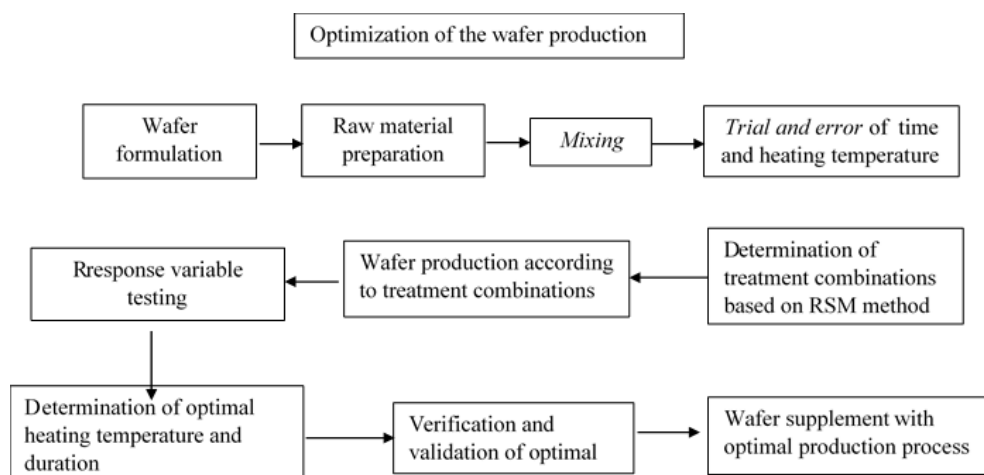 Optimization of the wafer production
Wafer
formulation
Raw material
preparation
Mixing
Trial and error of time
and heating temperature
Rresponse variable
testing
Wafer production according
to treatment combinations
Determination of
treatment combinations
based on RSM method
Determination of optimal
heating temperature and
duration
Verification and
validation of optimal
Wafer supplement with
optimal production process